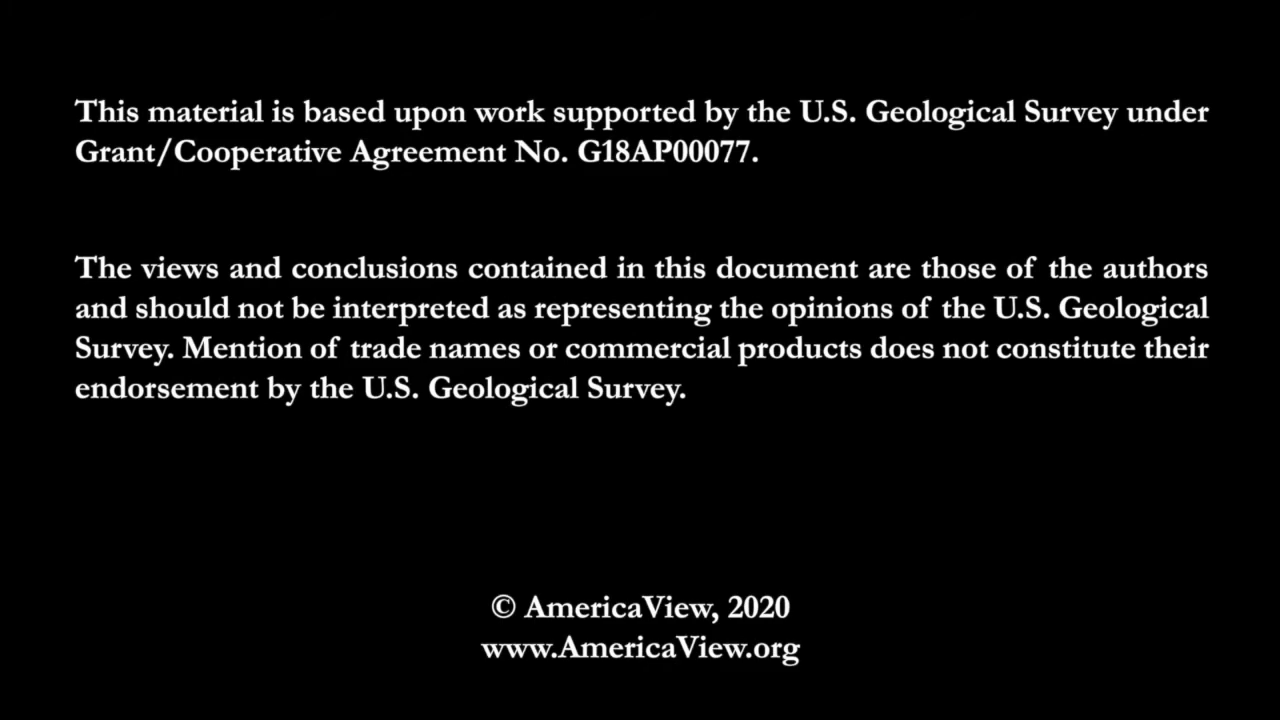 This material is based upon work supported by the U.S. Geological Survey under
Grant/Cooperative Agreement No. G18AP00077.
The views and conclusions contained in this document are those of the authors
and should not be interpreted as representing the opinions of the U.S. Geological
Survey. Mention of trade names or commercial products does not constitute their
endorsement by the U.S. Geological Survey.
© AmericaView, 2020
www.AmericaView.org